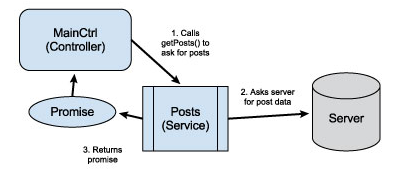 MainCtrl
(Controller)
1. Calls
getPosts() to
ask for posts
Promise
Posts
(Service)
2. Asks server
for post data
Server
3. Returns
promise